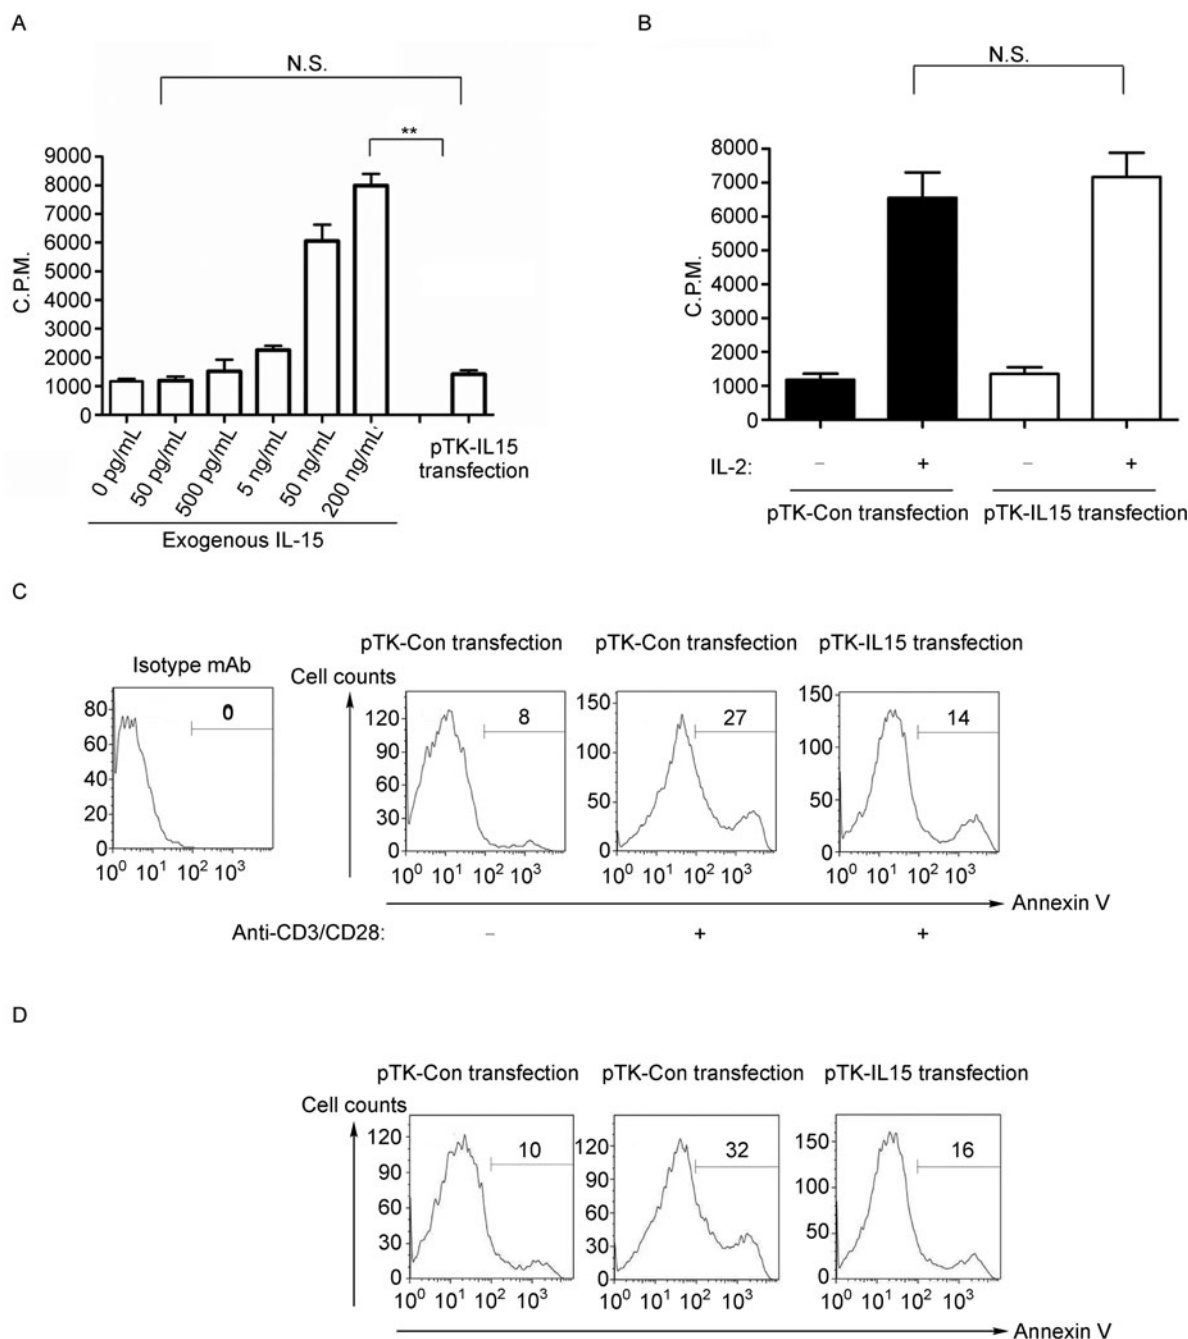 A
B
N.S.
N.S.
**
9000
8000
7000
6000
5000
4000
3000
2000
1000
0
C.P.M.
0 pg/mL
50 pg/mL
500 pg/mL
5 ng/mL
50 ng/mL
200 ng/mL
pTK-IL15
transfection
Exogenous IL-15
8000
7000
6000
5000
4000
3000
2000
1000
0
C.P.M.
IL-2: − + − +
pTK-Con transfection pTK-IL15 transfection
C
pTK-Con transfection pTK-Con transfection pTK-IL15 transfection
Isotype mAb
Cell counts
80
60
40
20
0
0
10⁰ 10¹ 10² 10³
120
90
60
30
0
8
10⁰ 10¹ 10² 10³
150
100
50
0
27
10⁰ 10¹ 10² 10³
150
100
50
0
14
10⁰ 10¹ 10² 10³
Annexin V
Anti-CD3/CD28: − + +
D
pTK-Con transfection pTK-Con transfection pTK-IL15 transfection
Cell counts
120
90
60
30
0
10
10⁰ 10¹ 10² 10³
120
90
60
30
0
32
10⁰ 10¹ 10² 10³
150
100
50
0
16
10⁰ 10¹ 10² 10³
Annexin V